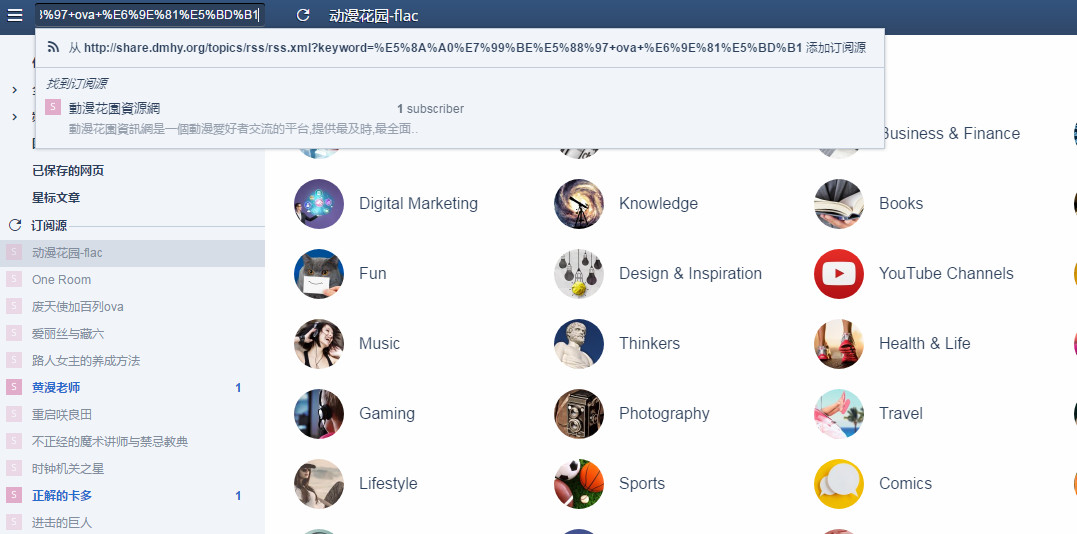 3%97+ova+%E6%9E%81%E5%BD%B1
动漫花园-flac
从 http://share.dmhy.org/topics/rss/rss.xml?keyword=%E5%8A%A0%E7%99%BE%E5%88%97+ova+%E6%9E%81%E5%BD%B1 添加订阅源
找到订阅源
S 動漫花園資源網 1 subscriber
動漫花園資訊網是一個動漫愛好者交流的平台,提供最及時,最全面..
Business & Finance
已保存的网页
星标文章
订阅源
S 动漫花园-flac
S One Room
S 废天使加百列ova
S 爱丽丝与藏六
S 路人女主的养成方法
S 黄漫老师 1
S 重启咲良田
S 不正经的魔术讲师与禁忌教典
S 时钟机关之星
S 正解的卡多 1
S 进击的巨人
Digital Marketing
Knowledge
Books
Fun
Design & Inspiration
YouTube Channels
Music
Thinkers
Health & Life
Gaming
Photography
Travel
Lifestyle
Sports
Comics